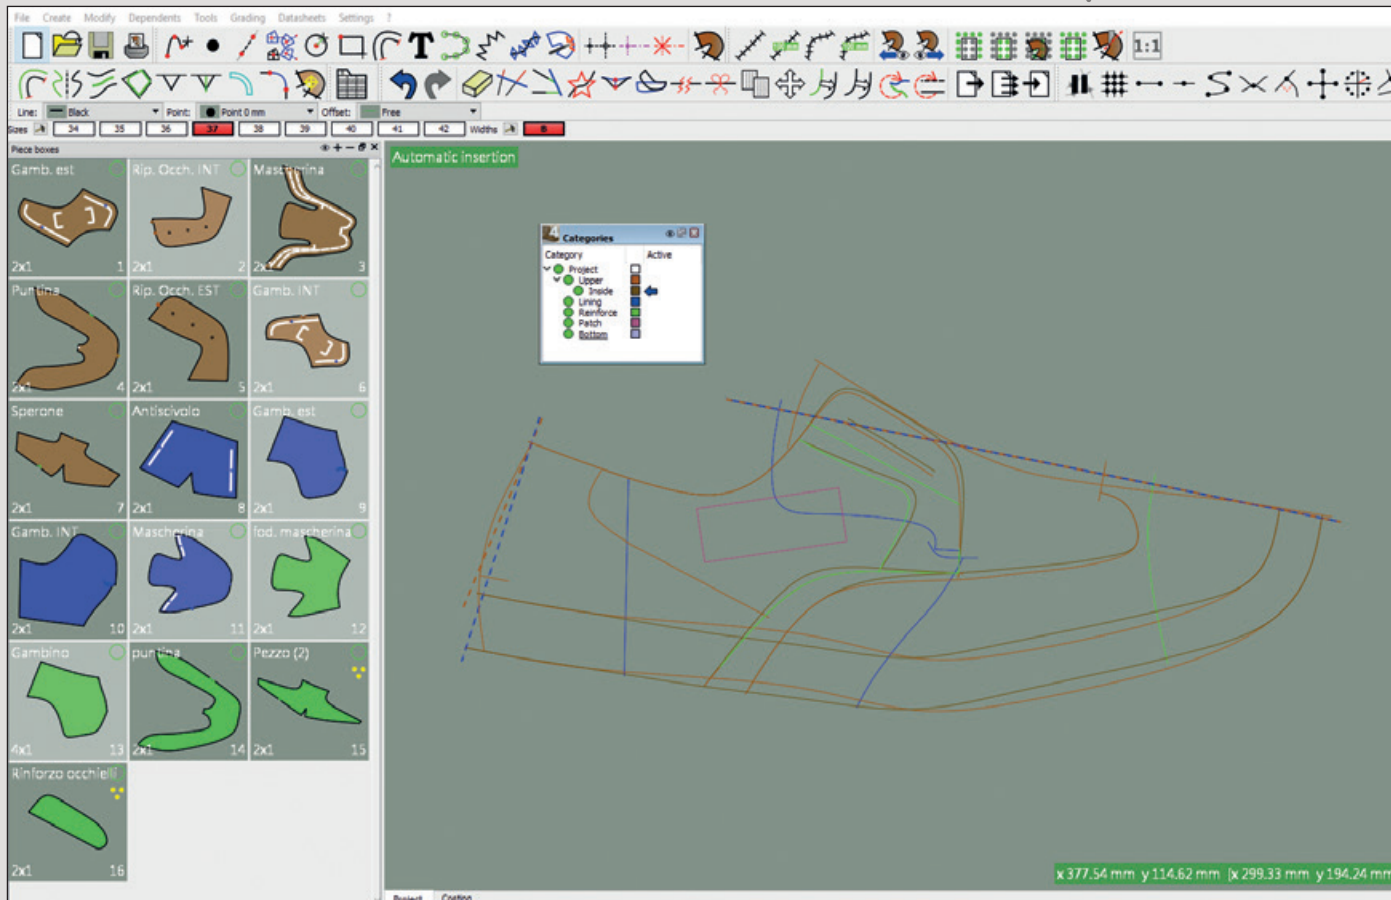 File Create Modify Dependents Tools Grading Datasheets Settings ?
T
1:1
Line: Black Point: Point 0 mm Offset: Free
Sizes 34 35 36 37 38 39 40 41 42 Widths B
Piece boxes
Automatic insertion
Gamb. est Rip. Occh. INT Mascherina
2x1 1 2x1 2 2x1 3
Puntina Rip. Occh. EST Gamb. INT
2x1 4 2x1 5 2x1 6
Sperone Antiscivolo Gamb. est
2x1 7 2x1 8 2x1 9
Gamb. INT Mascherina fod. mascherina
2x1 10 2x1 11 2x1 12
Gambino puntina Pezzo (2)
4x1 13 2x1 14 2x1 15
Rinforzo occhielli
2x1 16
Categories
Category Active
Project
Upper
Inside
Lining
Reinforce
Patch
Bottom
x 377.54 mm y 114.62 mm [x 299.33 mm y 194.24 mm
Project Costing